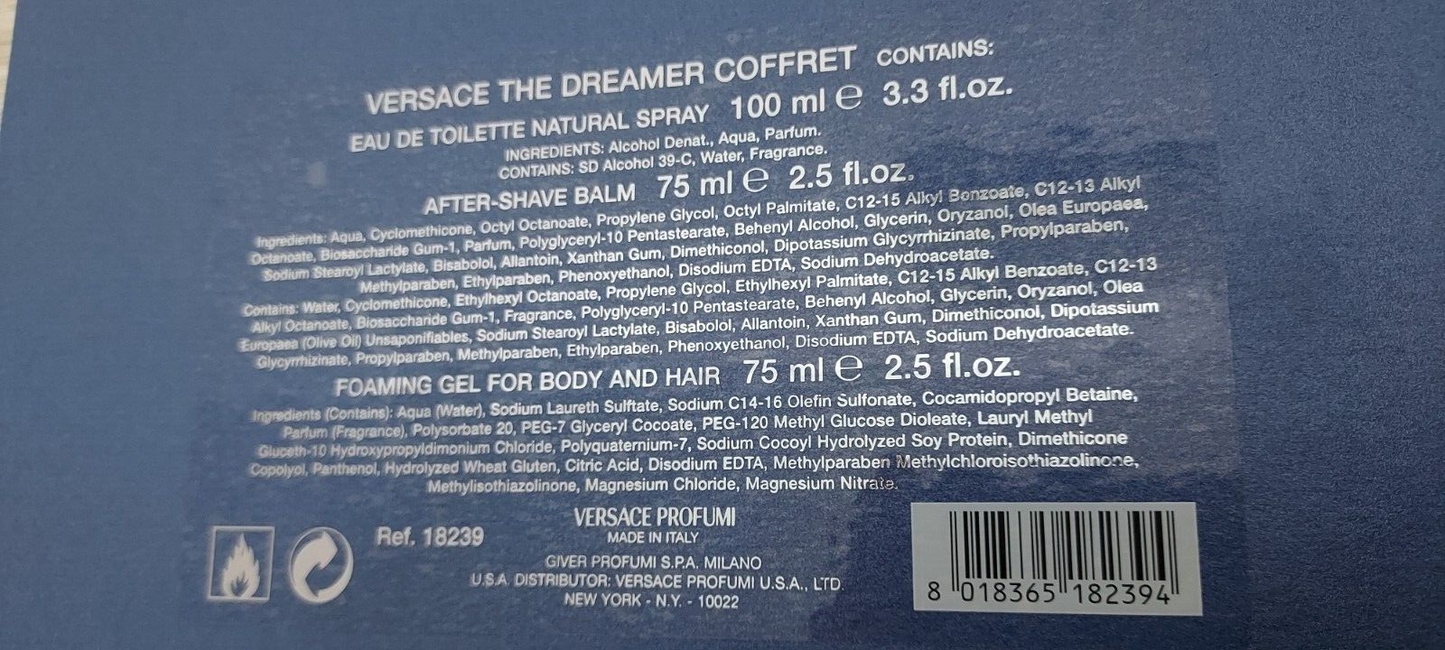 VERSACE THE DREAMER COFFRET CONTAINS:
EAU DE TOILETTE NATURAL SPRAY 100 ml ℮ 3.3 fl.oz.
INGREDIENTS: Alcohol Denat., Aqua, Parfum.
CONTAINS: SD Alcohol 39-C, Water, Fragrance.
AFTER-SHAVE BALM 75 ml ℮ 2.5 fl.oz.
Ingredients: Aqua, Cyclomethicone, Octyl Octanoate, Propylene Glycol, Octyl Palmitate, C12-15 Alkyl Bonzoate, C12-13 Alkyl
Octanoate, Biosaccharide Gum-1, Parfum, Polyglyceryl-10 Pentastearate, Behenyl Alcohol, Glycerin, Oryzanol, Olea Europaea,
Sodium Stearoyl Lactylate, Bisabolol, Allantoin, Xanthan Gum, Dimethiconol, Dipotassium Glycyrrhizinate, Propylparaben,
Methylparaben, Ethylparaben, Phenoxyethanol, Disodium EDTA, Sodium Dehydroacetate.
Contains: Water, Cyclomethicone, Ethylhexyl Octanoate, Propylene Glycol, Ethylhexyl Palmitate, C12-15 Alkyl Benzoate, C12-13
Alkyl Octanoate, Biosaccharide Gum-1, Fragrance, Polyglyceryl-10 Pentastearate, Behenyl Alcohol, Glycerin, Oryzanol, Olea
Europaea (Olive Oil) Unsaponifiables, Sodium Stearoyl Lactylate, Bisabolol, Allantoin, Xanthan Gum, Dimethiconol, Dipotassium
Glycyrrhizinate, Propylparaben, Methylparaben, Ethylparaben, Phenoxyethanol, Disodium EDTA, Sodium Dehydroacetate.
FOAMING GEL FOR BODY AND HAIR 75 ml ℮ 2.5 fl.oz.
Ingredients (Contains): Aqua (Water), Sodium Laureth Sulftate, Sodium C14-16 Olefin Sulfonate, Cocamidopropyl Betaine,
Parfum (Fragrance), Polysorbate 20, PEG-7 Glyceryl Cocoate, PEG-120 Methyl Glucose Dioleate, Lauryl Methyl
Gluceth-10 Hydroxypropyldimonium Chloride, Polyquaternium-7, Sodium Cocoyl Hydrolyzed Soy Protein, Dimethicone
Copolyol, Panthenol, Hydrolyzed Wheat Gluten, Citric Acid, Disodium EDTA, Methylparaben Methylchloroisothiazolinone,
Methylisothiazolinone, Magnesium Chloride, Magnesium Nitrate.
Ref. 18239
VERSACE PROFUMI
MADE IN ITALY
GIVER PROFUMI S.P.A. MILANO
U.S.A. DISTRIBUTOR: VERSACE PROFUMI U.S.A., LTD.
NEW YORK - N.Y. - 10022
8 018365 182394